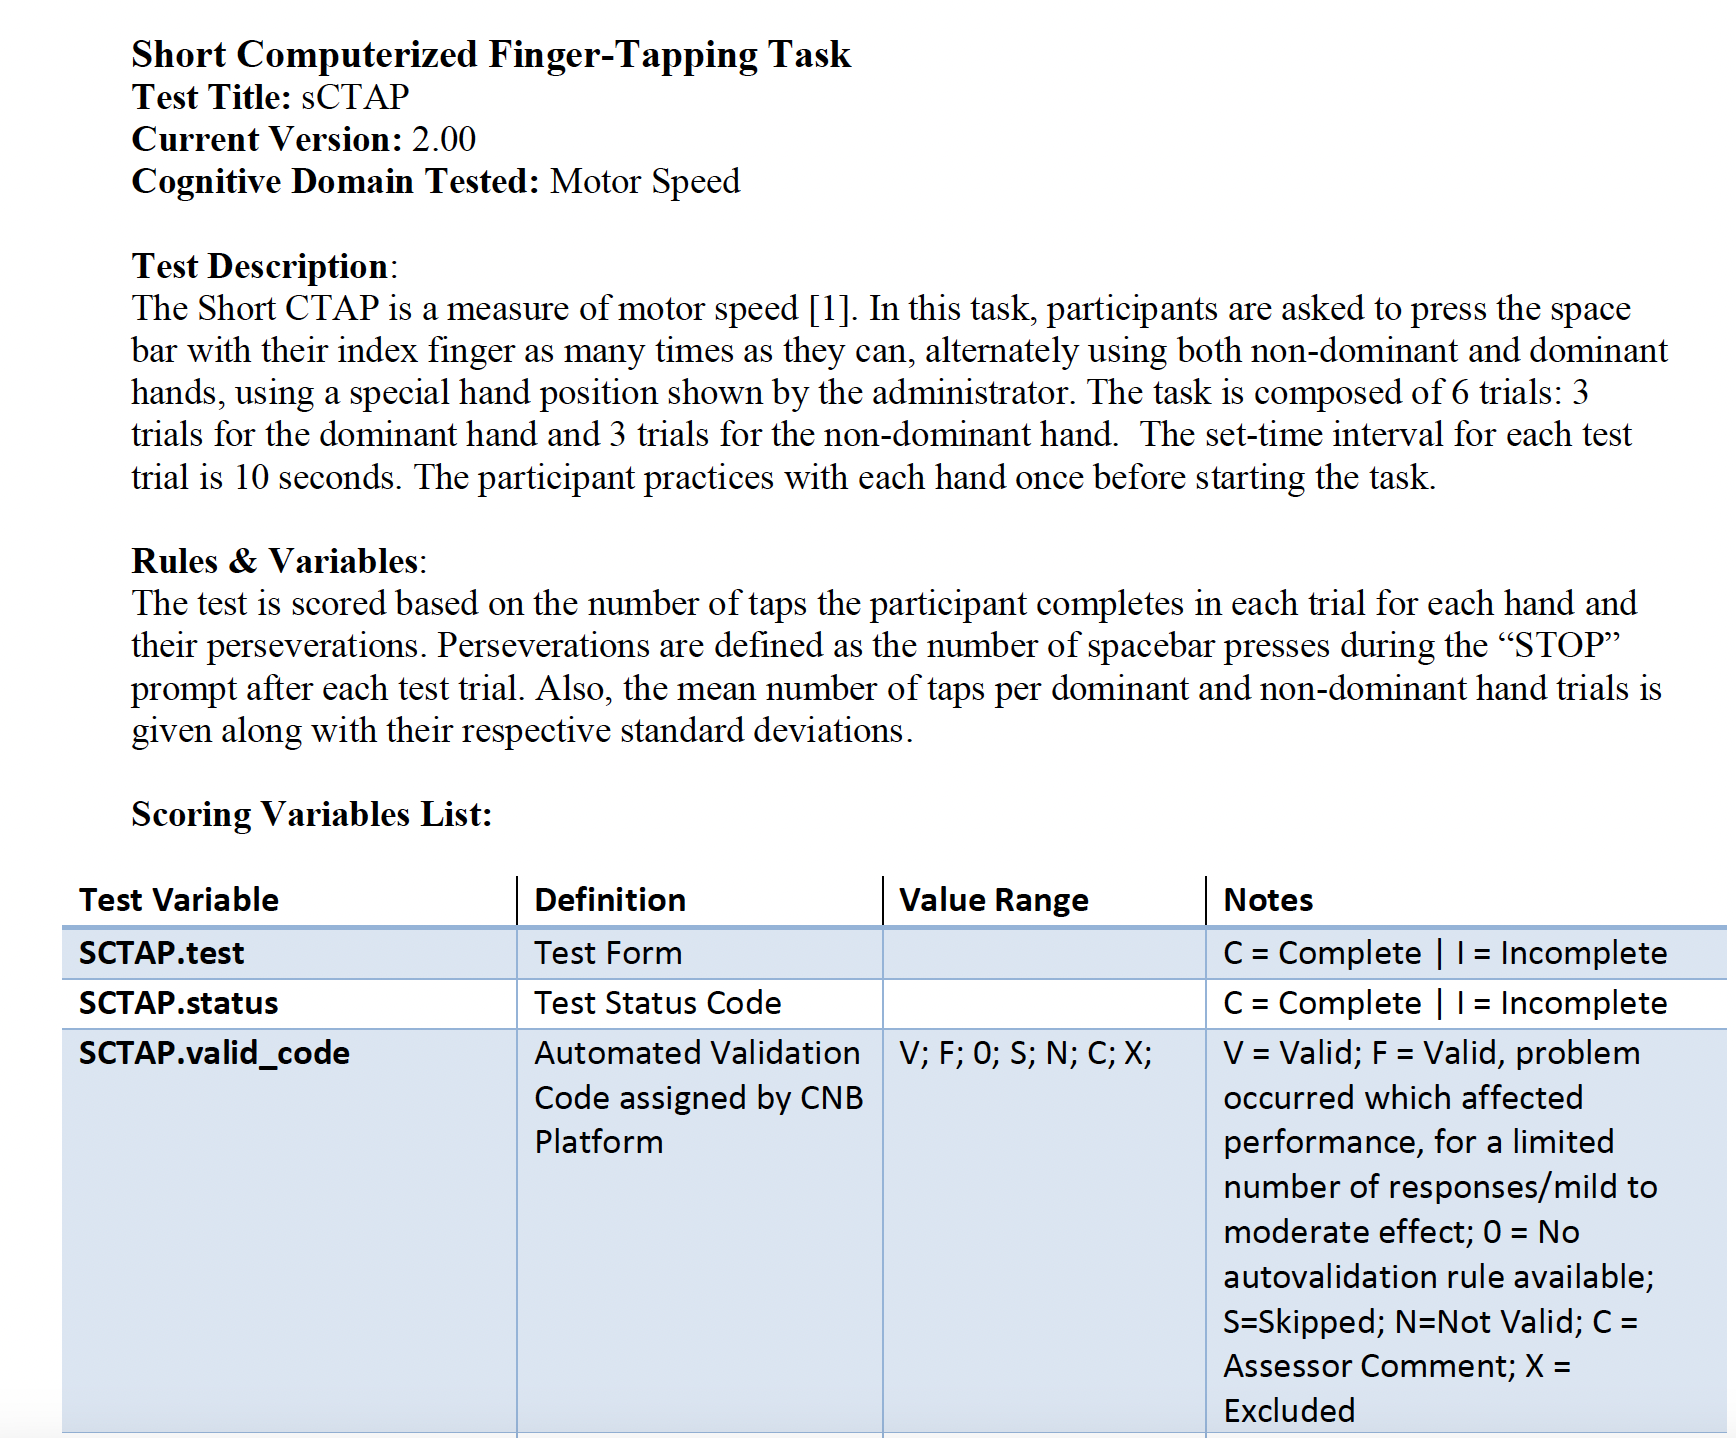 Short Computerized Finger-Tapping Task
Test Title: sCTAP
Current Version: 2.00
Cognitive Domain Tested: Motor Speed
Test Description:
The Short CTAP is a measure of motor speed [1]. In this task, participants are asked to press the space
bar with their index finger as many times as they can, alternately using both non-dominant and dominant
hands, using a special hand position shown by the administrator. The task is composed of 6 trials: 3
trials for the dominant hand and 3 trials for the non-dominant hand.  The set-time interval for each test
trial is 10 seconds. The participant practices with each hand once before starting the task.
Rules & Variables:
The test is scored based on the number of taps the participant completes in each trial for each hand and
their perseverations. Perseverations are defined as the number of spacebar presses during the “STOP”
prompt after each test trial. Also, the mean number of taps per dominant and non-dominant hand trials is
given along with their respective standard deviations.
Scoring Variables List:
Test Variable Definition Value Range Notes
SCTAP.test Test Form C = Complete | I = Incomplete
SCTAP.status Test Status Code C = Complete | I = Incomplete
SCTAP.valid_code Automated Validation V; F; 0; S; N; C; X; V = Valid; F = Valid, problem
Code assigned by CNB occurred which affected
Platform performance, for a limited
number of responses/mild to
moderate effect; 0 = No
autovalidation rule available;
S=Skipped; N=Not Valid; C =
Assessor Comment; X =
Excluded